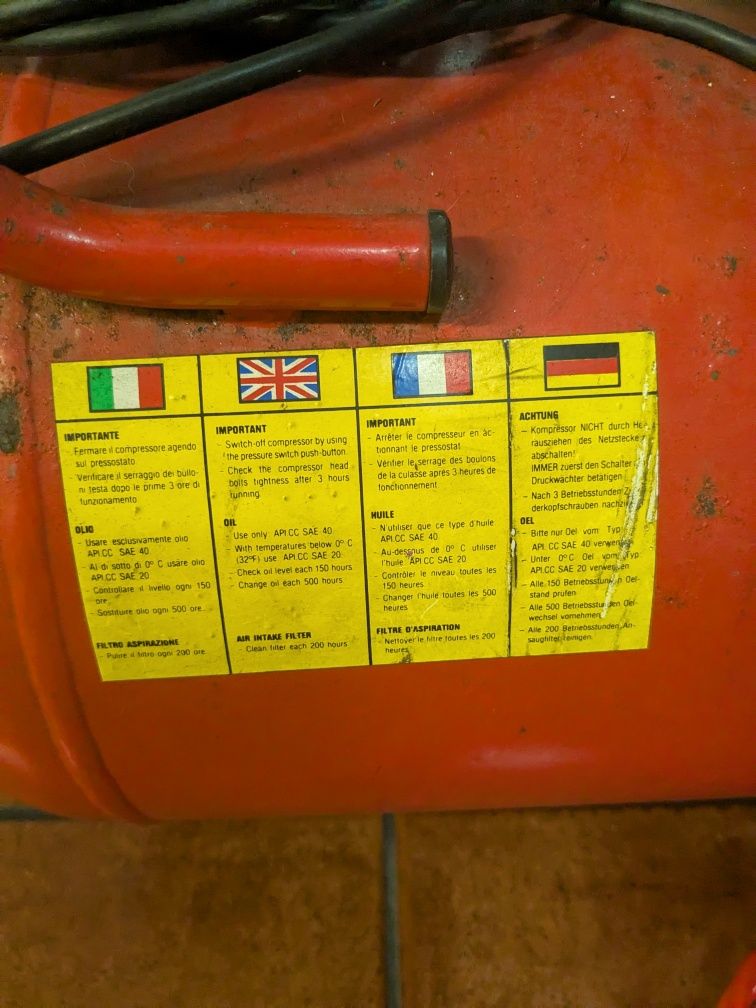 IMPORTANTE
- Fermare il compressore agendo
sul pressostato.
- Verificare il serraggio dei bullo-
ni testa dopo le prime 3 ore di
funzionamento
OLIO
- Usare esclusivamente olio
API.CC SAE 40
- Al di sotto di 0° C usare olio
API.CC SAE 20
- Controllare il livello ogni 150
ore
- Sostituire olio ogni 500 ore
FILTRO ASPIRAZIONE
- Pulire il filtro ogni 200 ore
IMPORTANT
- Switch-off compressor by using
the pressure switch push-button.
- Check the compressor head
bolts tightness after 3 hours
running
OIL
- Use only API.CC SAE 40
- With temperatures below 0° C
(32°F) use API.CC SAE 20
- Check oil level each 150 hours
- Change oil each 500 hours
AIR INTAKE FILTER
- Clean filter each 200 hours
IMPORTANT
- Arrêter le compresseur en ac-
tionnant le pressostat
- Vérifier le serrage des boulons
de la culasse après 3 heures de
fonctionnement
HUILE
- N'utiliser que ce type d'huile
API.CC SAE 40
- Au-dessous de 0° C utiliser
l'huile API.CC SAE 20
- Contrôler le niveau toutes les
150 heures
- Changer l'huile toutes les 500
heures
FILTRE D'ASPIRATION
- Nettoyer le filtre toutes les 200
heures
ACHTUNG
- Kompressor NICHT durch He-
rausziehen des Netzstecke
abschalten!
IMMER zuerst den Schalter
Druckwächter betätigen
- Nach 3 Betriebsstunden
derkopfschrauben nachzi
OEL
- Bitte nur Oel vom Typ
API. CC SAE 40 verwen
- Unter 0°C Oel vom Typ
API.CC SAE 20 verwenden
- Alle 150 Betriebsstunden Oel-
stand prüfen
- Alle 500 Betriebsstunden Oel-
wechsel vornehmen
- Alle 200 Betriebsstunden An-
saugfilter reinigen.